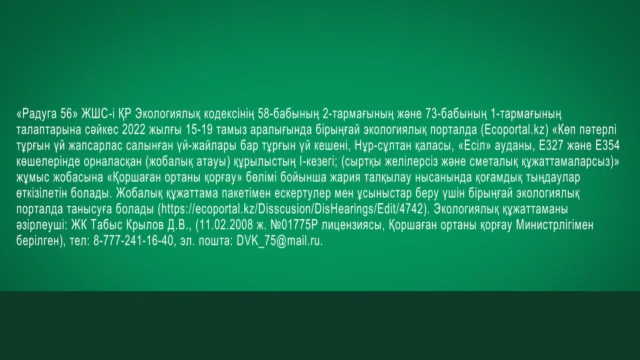 «Радуга 56» ЖШС-і ҚР Экологиялық кодексінің 58-бабының 2-тармағының және 73-бабының 1-тармағының
талаптарына сәйкес 2022 жылғы 15-19 тамыз аралығында бірыңғай экологиялық порталда (Ecoportal.kz) «Көп пәтерлі
тұрғын үй жапсарлас салынған үй-жайлары бар тұрғын үй кешені, Нұр-сұлтан қаласы, «Есіл» ауданы, Е327 және Е354
көшелерінде орналасқан (жобалық атауы) құрылыстың I-кезегі; (сыртқы желілерсіз және сметалық құжаттамаларсыз)»
жұмыс жобасына «Қоршаған ортаны қорғау» бөлімі бойынша жария талқылау нысанында қоғамдық тыңдаулар
өткізілетін болады. Жобалық құжаттама пакетімен ескертулер мен ұсыныстар беру үшін бірыңғай экологиялық
порталда танысуға болады (https://ecoportal.kz/Disscusion/DisHearings/Edit/4742). Экологиялық құжаттаманы
әзірлеуші: ЖК Табыс Крылов Д.В., (11.02.2008 ж. №01775Р лицензиясы, Қоршаған ортаны қорғау Министрлігімен
берілген), тел: 8-777-241-16-40, эл. пошта: DVK_75@mail.ru.